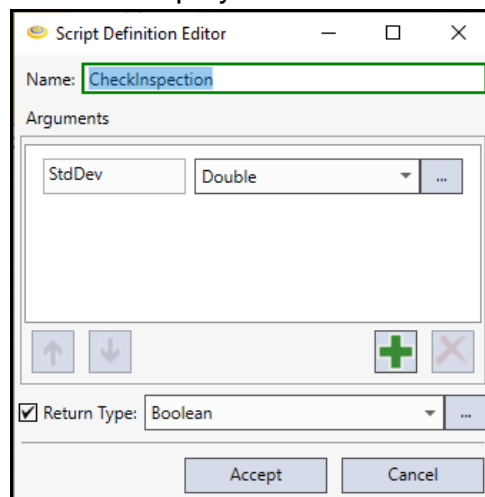 Script Definition Editor
Name: CheckInspection
Arguments
StdDev Double ...
Return Type: Boolean ...
Accept Cancel